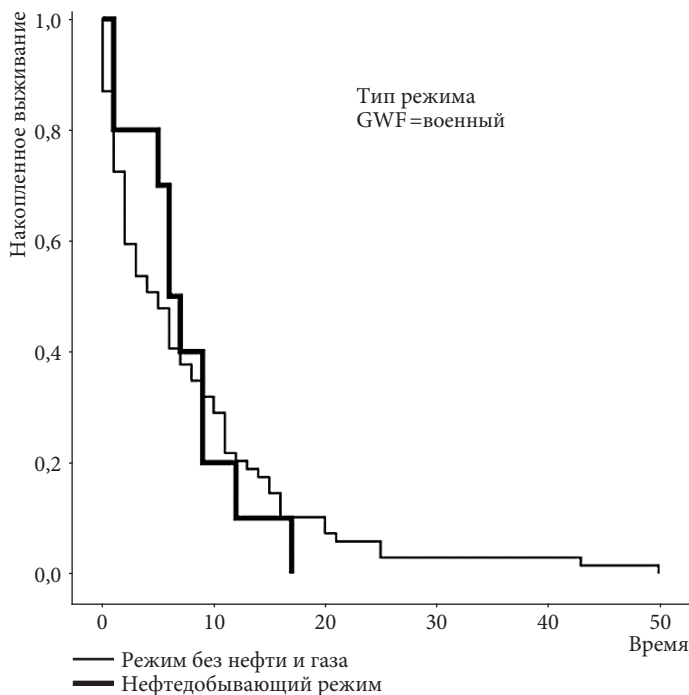 Накопленное выживание
1,0
0,8
0,6
0,4
0,2
0,0
Тип режима
GWF=военный
0 10 20 30 40 50
Время
Режим без нефти и газа
Нефтедобывающий режим